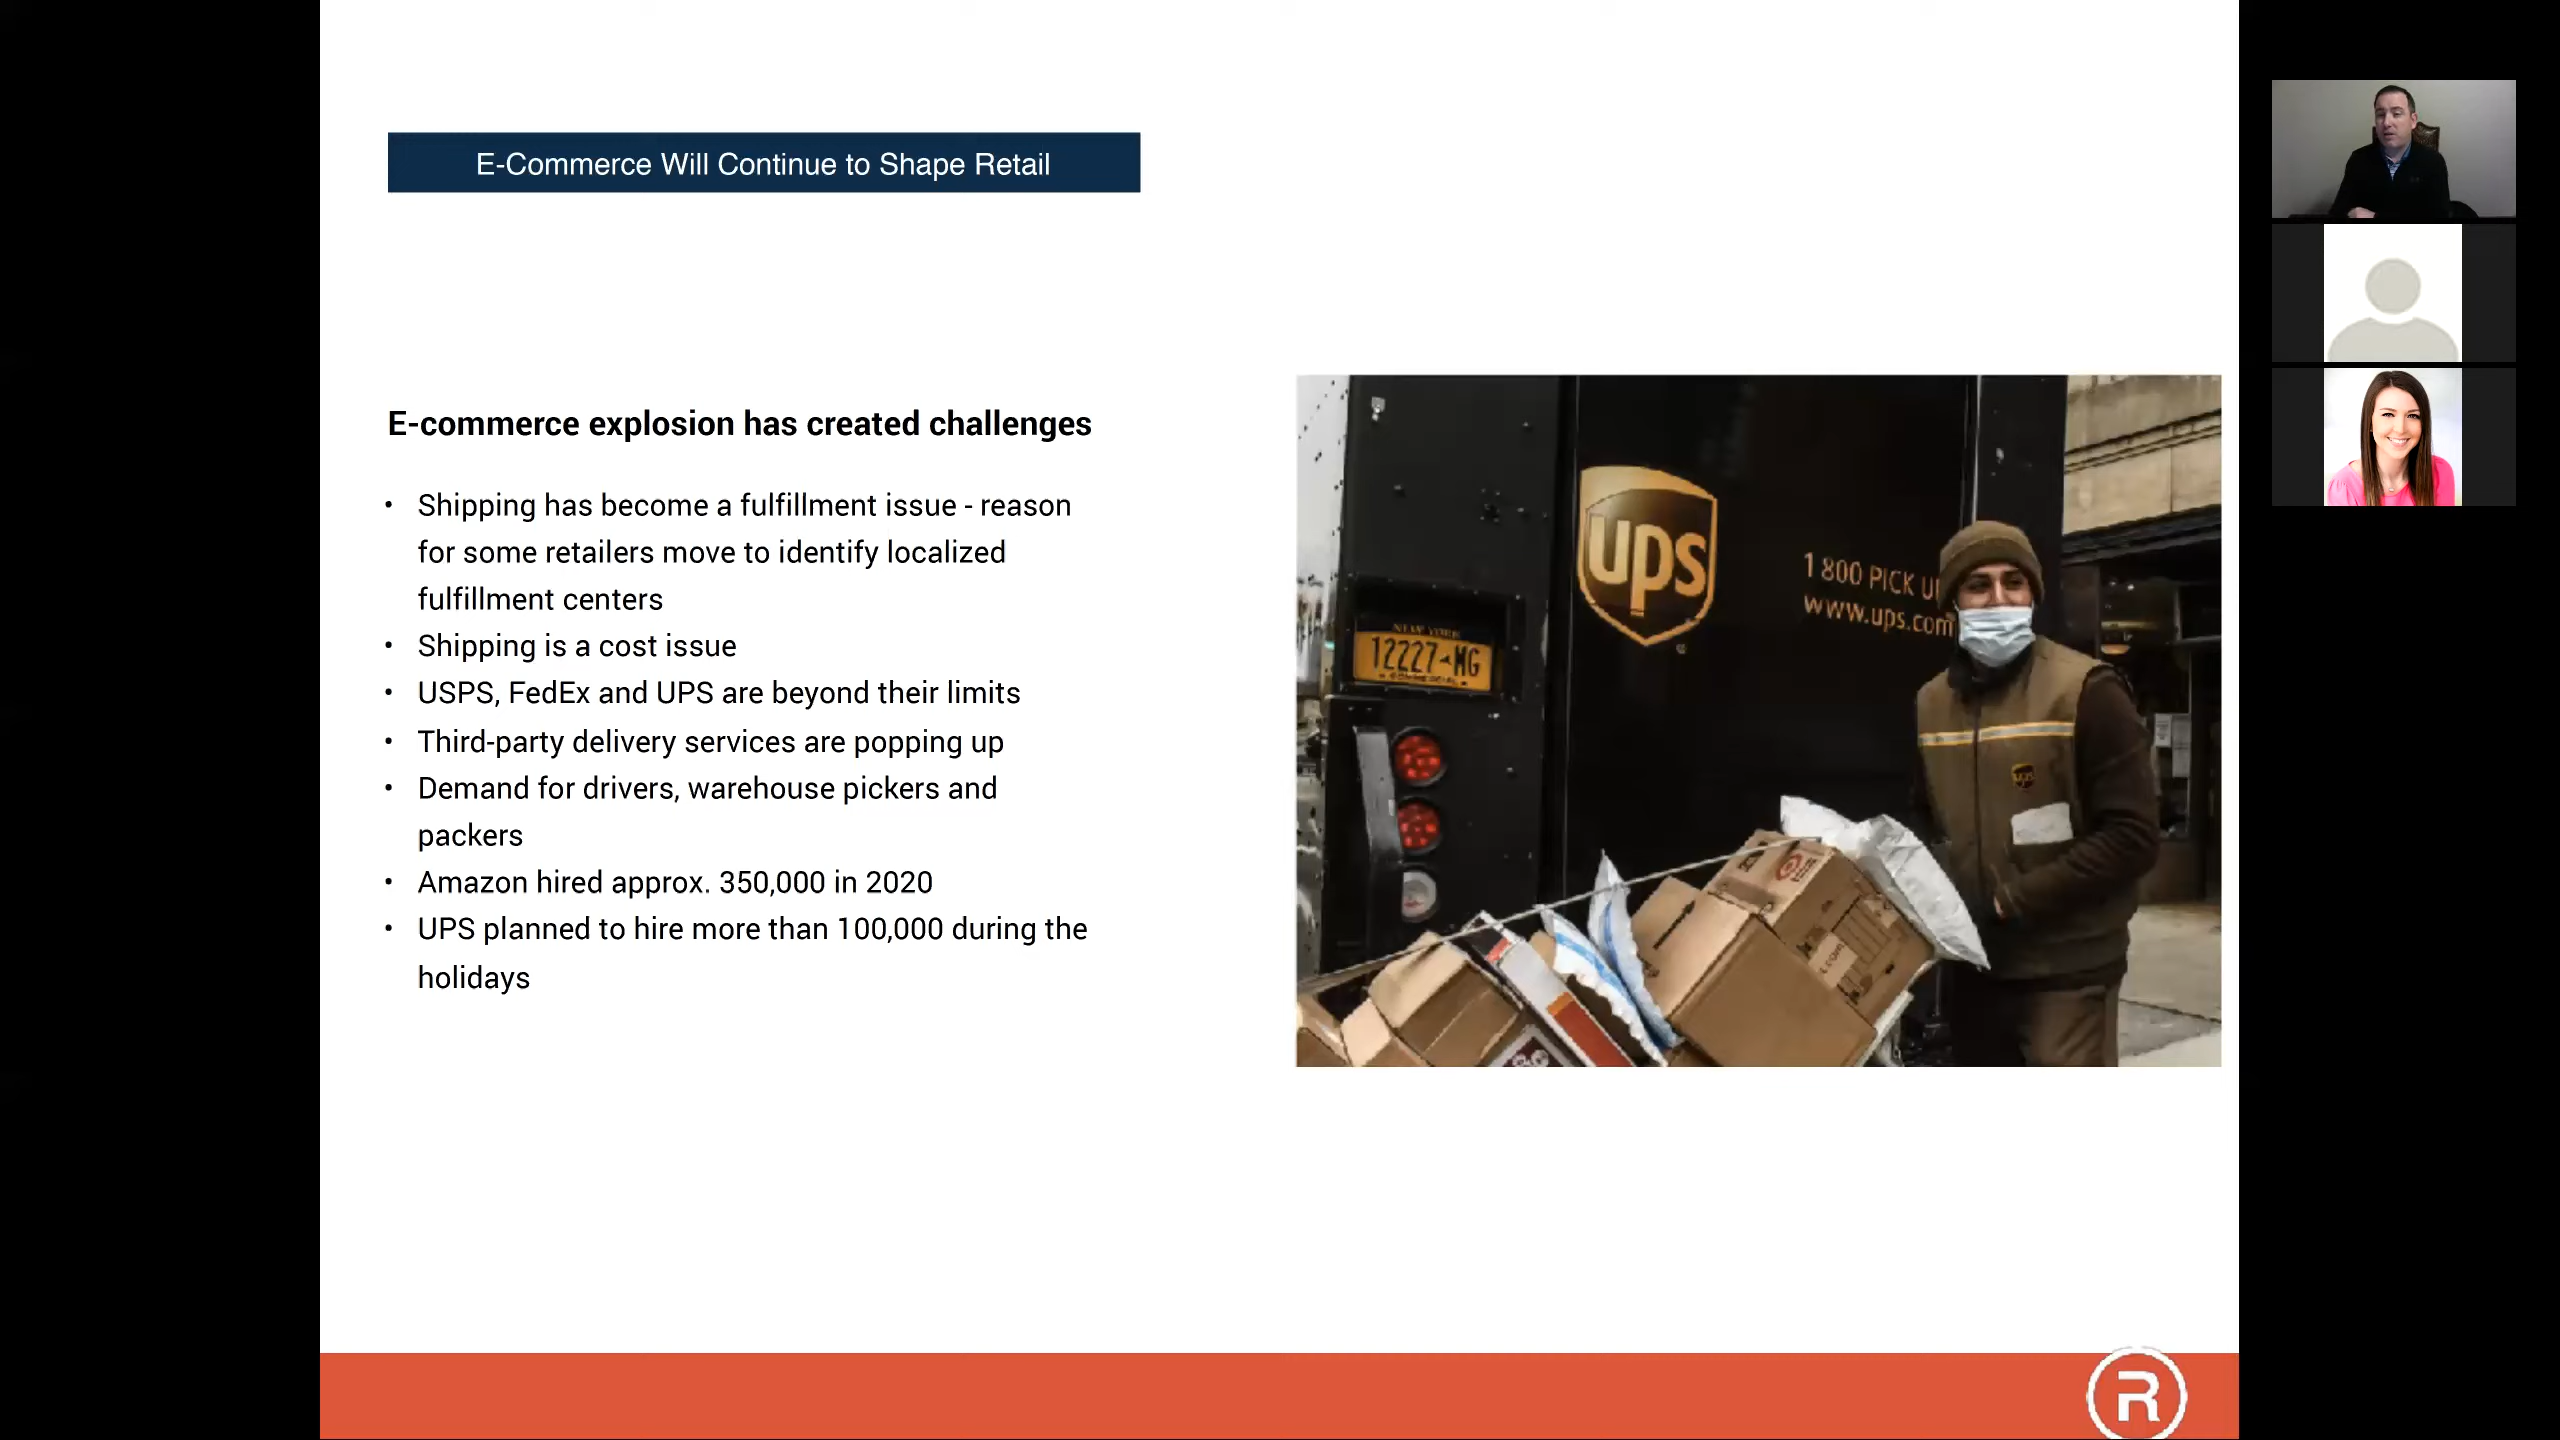 E-Commerce Will Continue to Shape Retail
E-commerce explosion has created challenges
• Shipping has become a fulfillment issue - reason
for some retailers move to identify localized
fulfillment centers
• Shipping is a cost issue
• USPS, FedEx and UPS are beyond their limits
• Third-party delivery services are popping up
• Demand for drivers, warehouse pickers and
packers
• Amazon hired approx. 350,000 in 2020
• UPS planned to hire more than 100,000 during the
holidays
ups
1 800 PICK
www.ups.com
NEW YORK
12227-MG
COMMERCIAL
ups
R